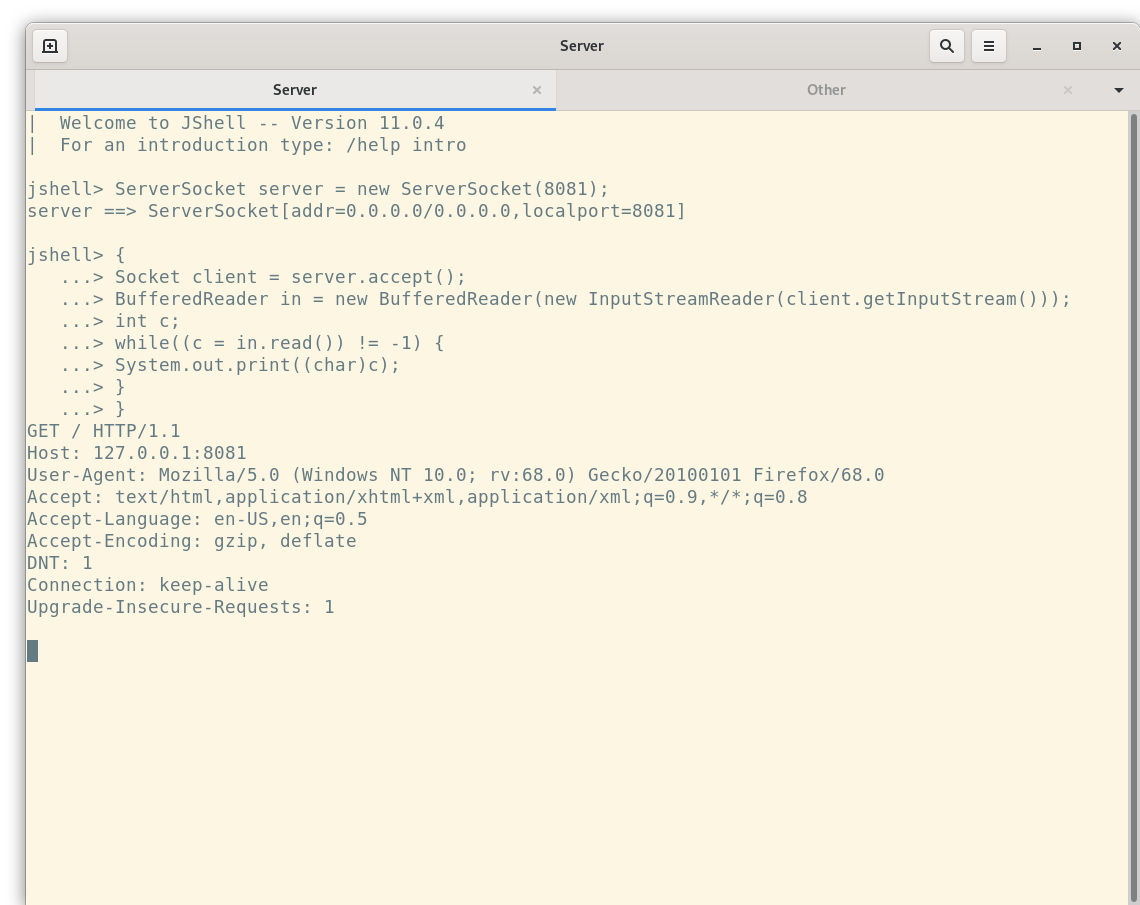 Server
Server
Other
|  Welcome to JShell -- Version 11.0.4
|  For an introduction type: /help intro
jshell> ServerSocket server = new ServerSocket(8081);
server ==> ServerSocket[addr=0.0.0.0/0.0.0.0,localport=8081]
jshell> {
   ...> Socket client = server.accept();
   ...> BufferedReader in = new BufferedReader(new InputStreamReader(client.getInputStream()));
   ...> int c;
   ...> while((c = in.read()) != -1) {
   ...> System.out.print((char)c);
   ...> }
   ...> }
GET / HTTP/1.1
Host: 127.0.0.1:8081
User-Agent: Mozilla/5.0 (Windows NT 10.0; rv:68.0) Gecko/20100101 Firefox/68.0
Accept: text/html,application/xhtml+xml,application/xml;q=0.9,*/*;q=0.8
Accept-Language: en-US,en;q=0.5
Accept-Encoding: gzip, deflate
DNT: 1
Connection: keep-alive
Upgrade-Insecure-Requests: 1